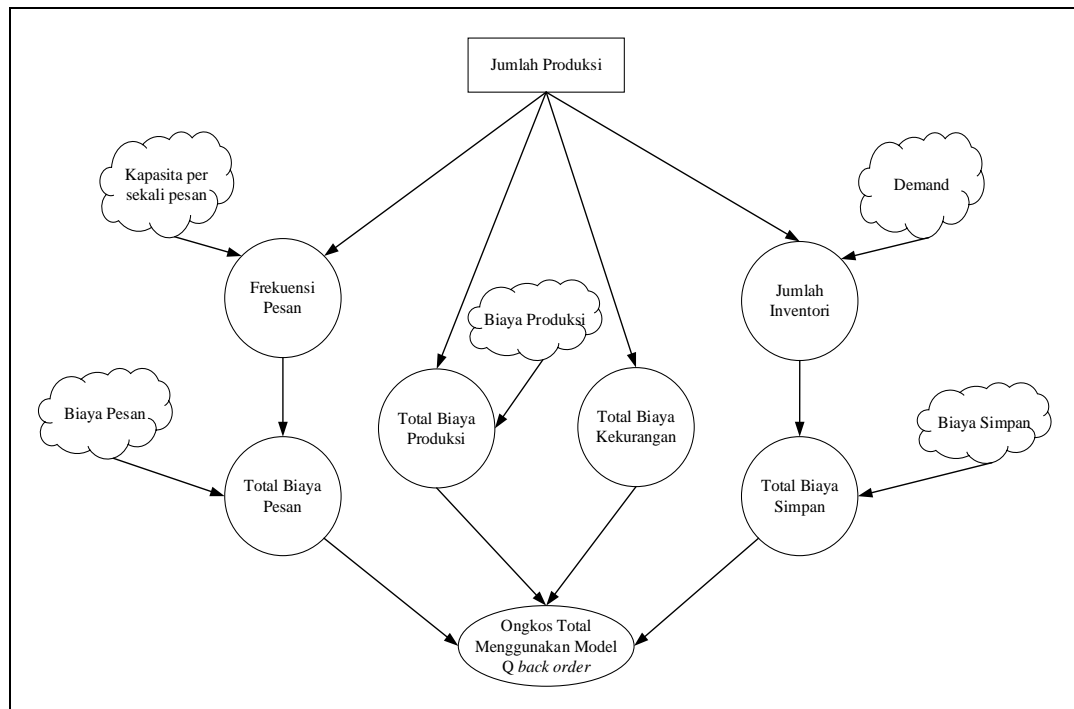 Jumlah Produksi
Kapasita per
sekali pesan
Demand
Frekuensi
Pesan
Jumlah
Inventori
Biaya Produksi
Biaya Pesan
Total Biaya
Produksi
Total Biaya
Kekurangan
Biaya Simpan
Total Biaya
Pesan
Total Biaya
Simpan
Ongkos Total
Menggunakan Model
Q back order